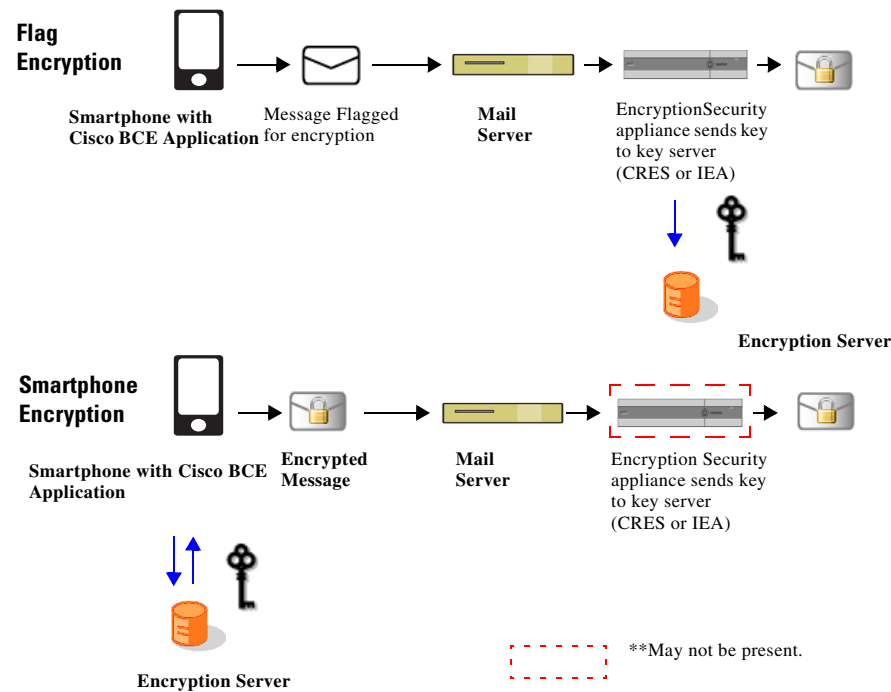 Flag
Encryption
Smartphone with
Cisco BCE Application
Message Flagged
for encryption
Mail
Server
EncryptionSecurity
appliance sends key
to key server
(CRES or IEA)
Encryption Server
Smartphone
Encryption
Smartphone with Cisco BCE
Application
Encrypted
Message
Mail
Server
Encryption Security
appliance sends key
to key server
(CRES or IEA)
Encryption Server
**May not be present.